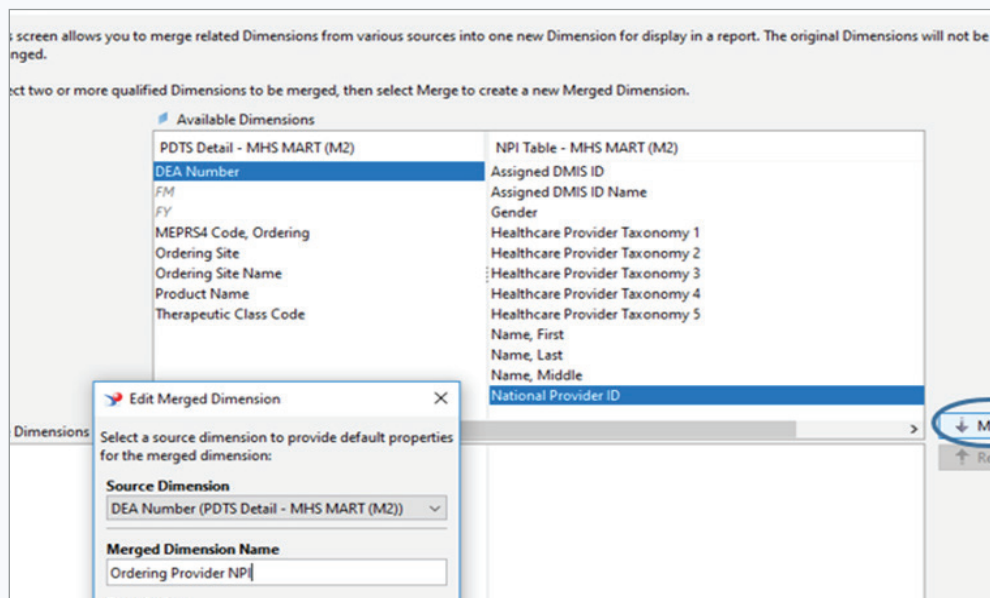 s screen allows you to merge related Dimensions from various sources into one new Dimension for display in a report. The original Dimensions will not be
nged.
ect two or more qualified Dimensions to be merged, then select Merge to create a new Merged Dimension.
Available Dimensions
PDTS Detail - MHS MART (M2)
DEA Number
FM
FY
MEPRS4 Code, Ordering
Ordering Site
Ordering Site Name
Product Name
Therapeutic Class Code
NPI Table - MHS MART (M2)
Assigned DMIS ID
Assigned DMIS ID Name
Gender
Healthcare Provider Taxonomy 1
Healthcare Provider Taxonomy 2
Healthcare Provider Taxonomy 3
Healthcare Provider Taxonomy 4
Healthcare Provider Taxonomy 5
Name, First
Name, Last
Name, Middle
National Provider ID
M
Re
Dimensions
Edit Merged Dimension
Select a source dimension to provide default properties
for the merged dimension:
Source Dimension
DEA Number (PDTS Detail - MHS MART (M2))
Merged Dimension Name
Ordering Provider NPI